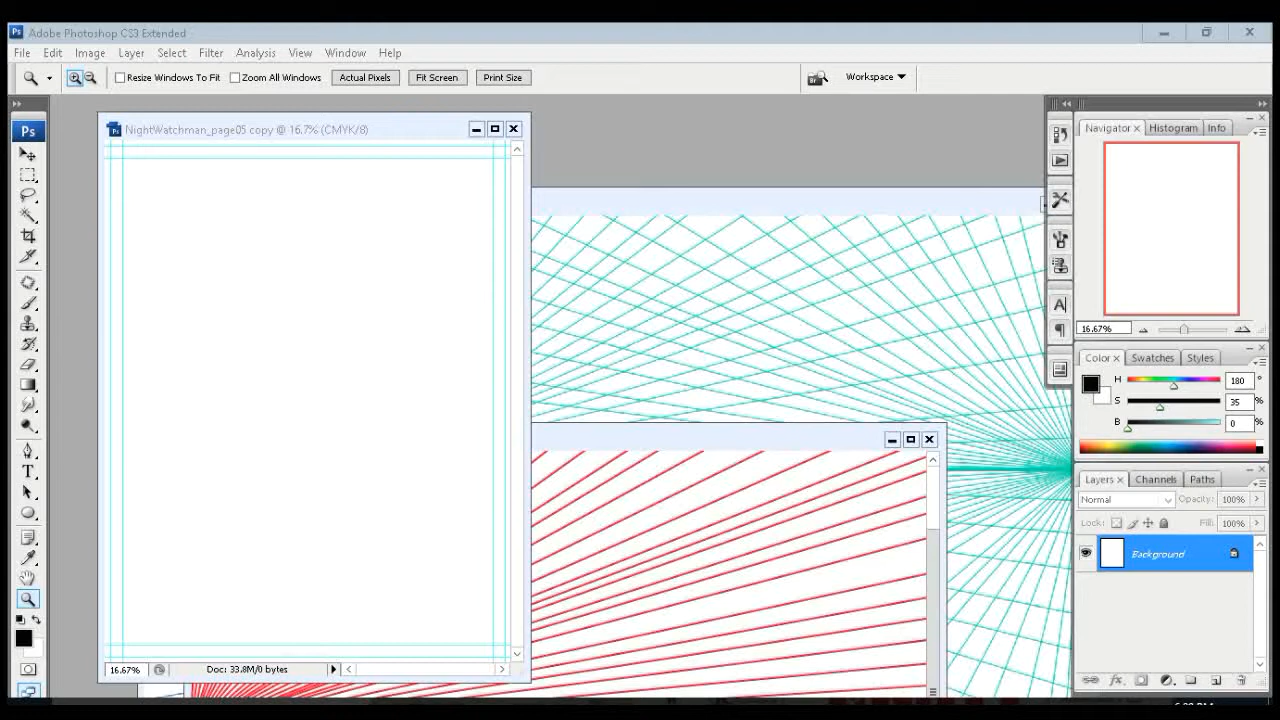 Ps Adobe Photoshop CS3 Extended
File Edit Image Layer Select Filter Analysis View Window Help
Resize Windows To Fit Zoom All Windows Actual Pixels Fit Screen Print Size Br Workspace
Ps
NightWatchman_page05 copy @ 16.7% (CMYK/8)
Navigator Histogram Info
16.67%
Color Swatches Styles
H 180 °
S 35 %
B 0 %
Layers Channels Paths
Normal Opacity: 100%
Lock: Fill: 100%
Background
16.67% Doc: 33.8M/0 bytes